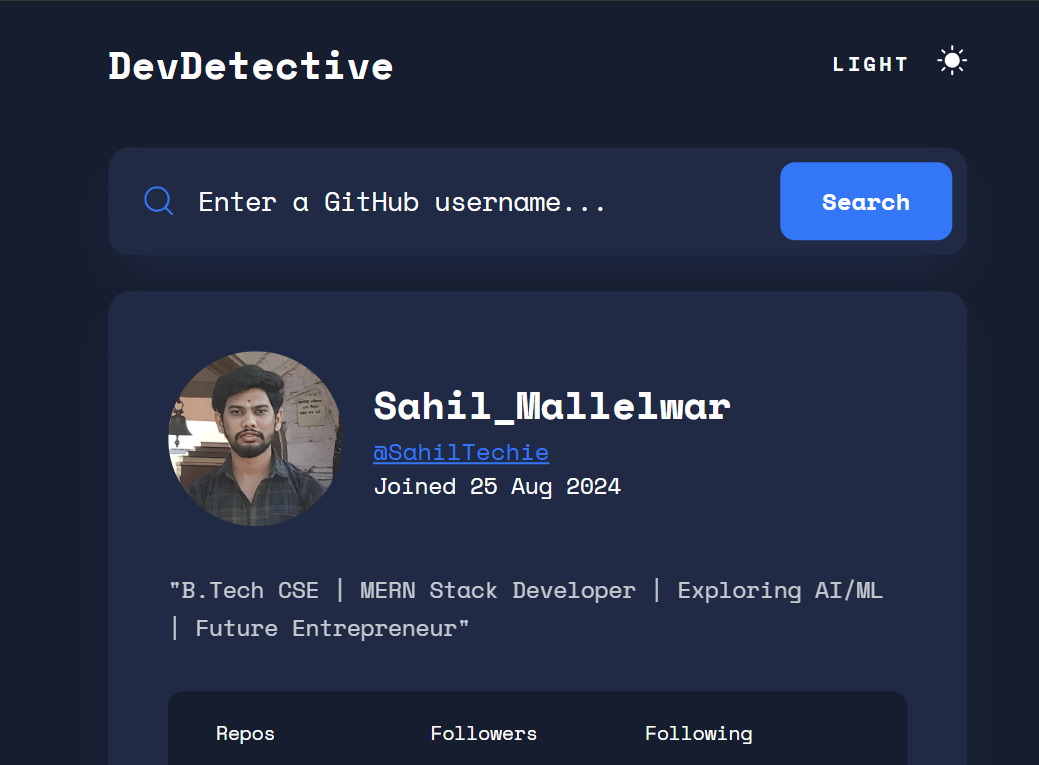 DevDetective
LIGHT
Enter a GitHub username...
Search
Sahil_Mallelwar
@SahilTechie
Joined 25 Aug 2024
"B.Tech CSE | MERN Stack Developer | Exploring AI/ML
| Future Entrepreneur"
Repos Followers Following